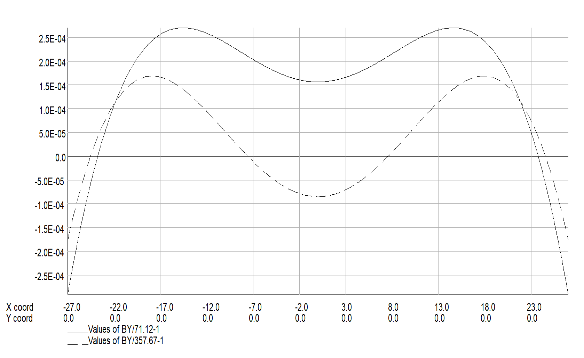 2.5E-04
2.0E-04
1.5E-04
1.0E-04
5.0E-05
0.0
-5.0E-05
-1.0E-04
-1.5E-04
-2.0E-04
-2.5E-04
X coord -27.0 -22.0 -17.0 -12.0 -7.0 -2.0 3.0 8.0 13.0 18.0 23.0
Y coord 0.0 0.0 0.0 0.0 0.0 0.0 0.0 0.0 0.0 0.0 0.0
Values of BY/71.12-1
Values of BY/357.67-1